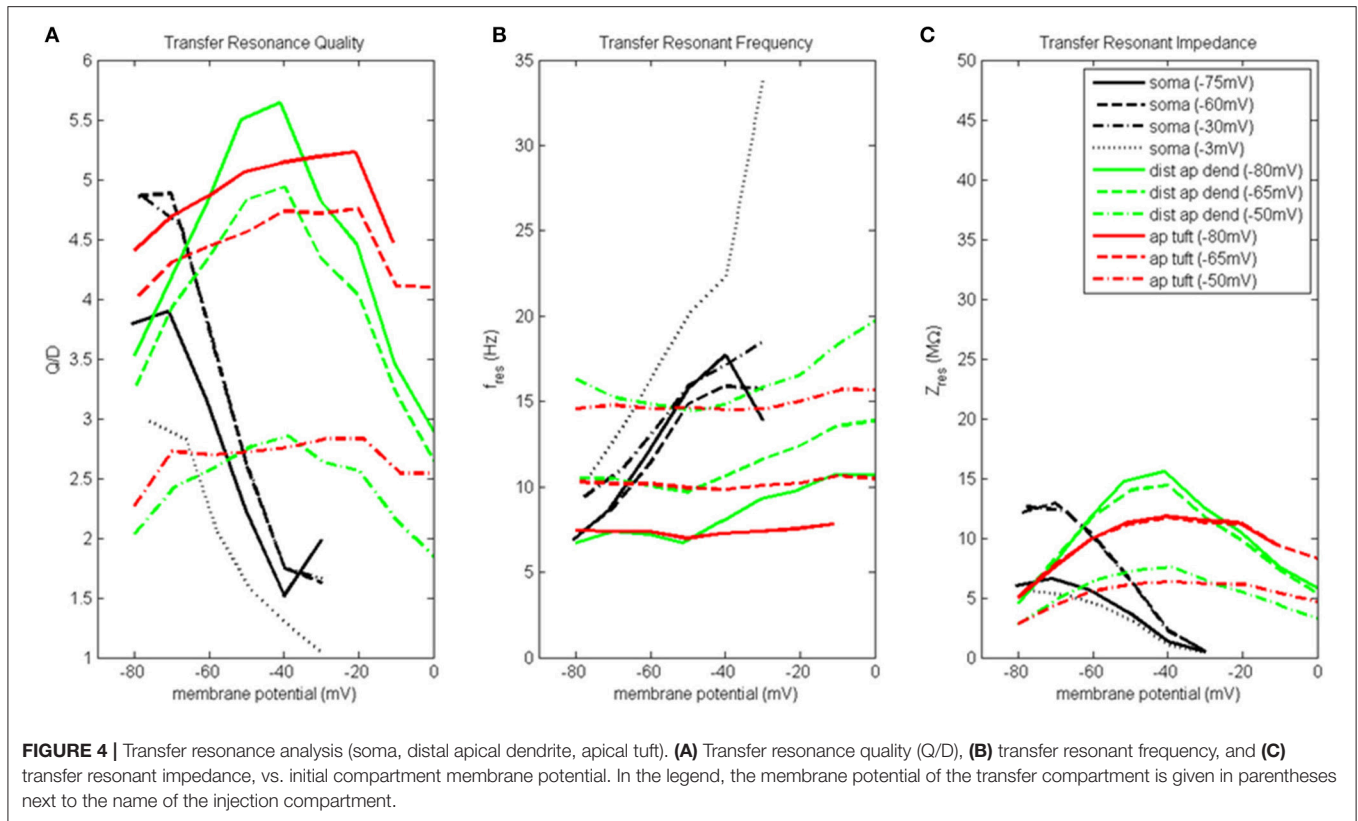 A
Transfer Resonance Quality
6
5.5
5
4.5
4
3.5
3
2.5
2
1.5
1
Q/D
-80
-60
-40
-20
0
membrane potential (mV)
B
Transfer Resonant Frequency
35
30
25
20
15
10
5
0
f_res (Hz)
-80
-60
-40
-20
0
membrane potential (mV)
C
Transfer Resonant Impedance
50
45
40
35
30
25
20
15
10
5
0
Z_res (MΩ)
-80
-60
-40
-20
0
membrane potential (mV)
soma (-75mV)
soma (-60mV)
soma (-30mV)
soma (-3mV)
dist ap dend (-80mV)
dist ap dend (-65mV)
dist ap dend (-50mV)
ap tuft (-80mV)
ap tuft (-65mV)
ap tuft (-50mV)
FIGURE 4 | Transfer resonance analysis (soma, distal apical dendrite, apical tuft). (A) Transfer resonance quality (Q/D), (B) transfer resonant frequency, and (C)
transfer resonant impedance, vs. initial compartment membrane potential. In the legend, the membrane potential of the transfer compartment is given in parentheses
next to the name of the injection compartment.